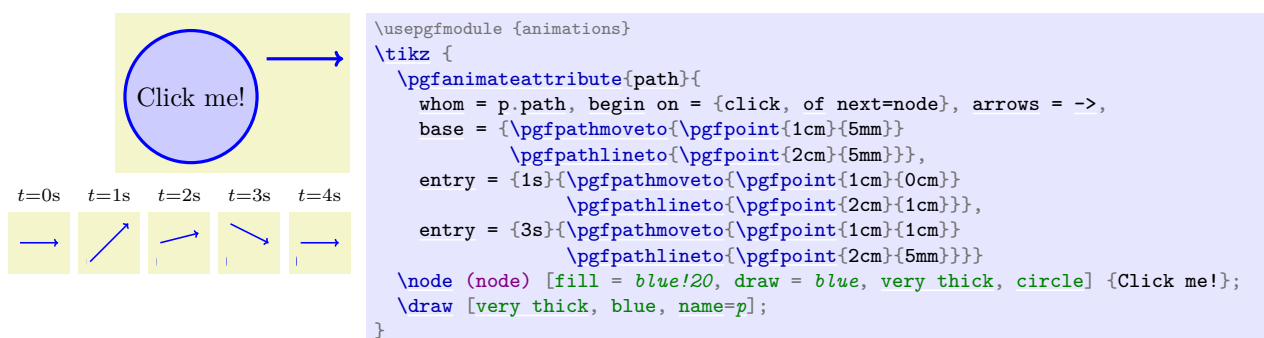 Click me!
t=0s t=1s t=2s t=3s t=4s
\usepgfmodule {animations}
\tikz {
  \pgfanimateattribute{path}{
    whom = p.path, begin on = {click, of next=node}, arrows = ->,
    base = {\pgfpathmoveto{\pgfpoint{1cm}{5mm}}
            \pgfpathlineto{\pgfpoint{2cm}{5mm}}},
    entry = {1s}{\pgfpathmoveto{\pgfpoint{1cm}{0cm}}
                 \pgfpathlineto{\pgfpoint{2cm}{1cm}}},
    entry = {3s}{\pgfpathmoveto{\pgfpoint{1cm}{1cm}}
                 \pgfpathlineto{\pgfpoint{2cm}{5mm}}}}
  \node (node) [fill = blue!20, draw = blue, very thick, circle] {Click me!};
  \draw [very thick, blue, name=p];
}